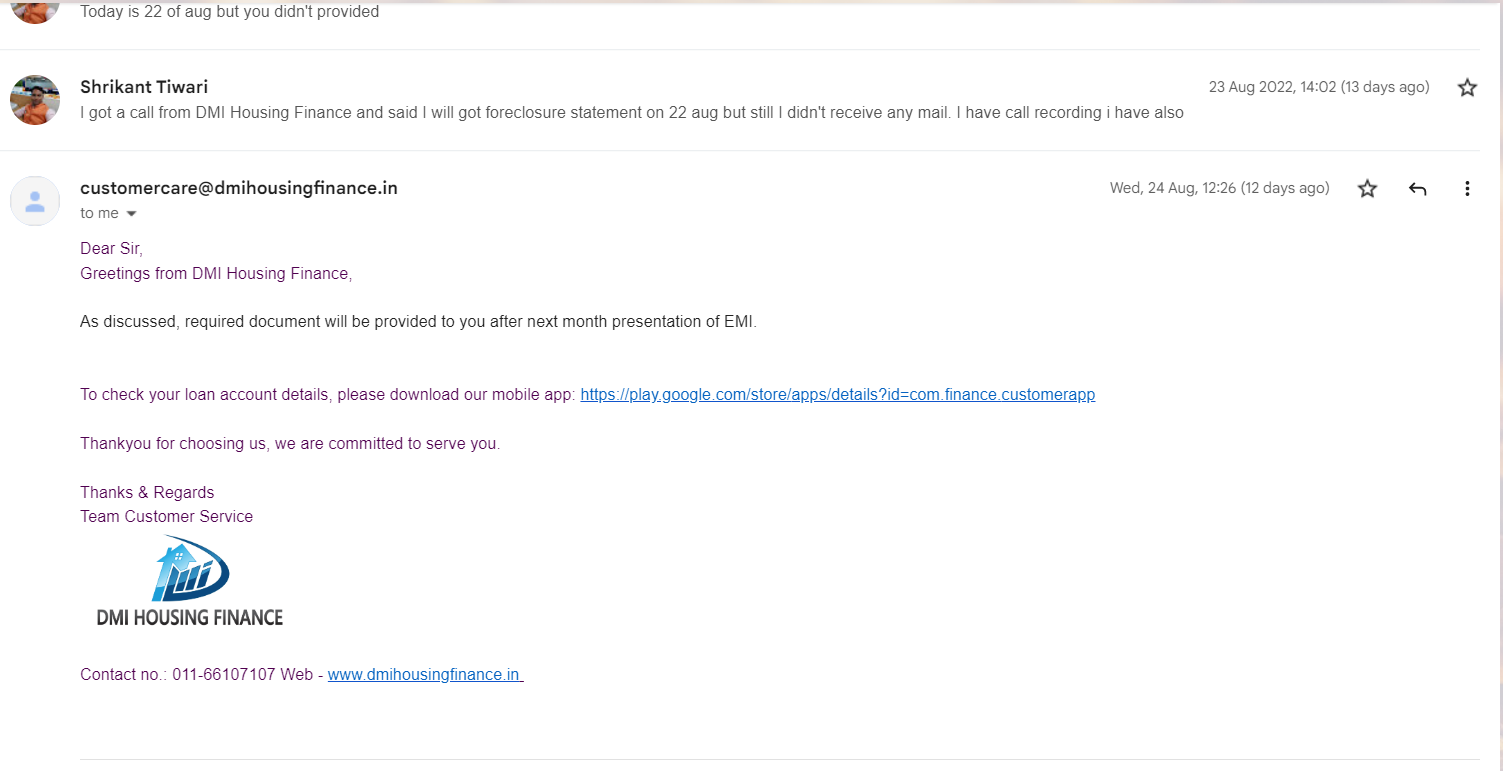 Today is 22 of aug but you didn't provided
Shrikant Tiwari
23 Aug 2022, 14:02 (13 days ago)
I got a call from DMI Housing Finance and said I will got foreclosure statement on 22 aug but still I didn't receive any mail. I have call recording i have also
customercare@dmihousingfinance.in
Wed, 24 Aug, 12:26 (12 days ago)
to me
Dear Sir,
Greetings from DMI Housing Finance,
As discussed, required document will be provided to you after next month presentation of EMI.
To check your loan account details, please download our mobile app: https://play.google.com/store/apps/details?id=com.finance.customerapp
Thankyou for choosing us, we are committed to serve you.
Thanks & Regards
Team Customer Service
DMI HOUSING FINANCE
Contact no.: 011-66107107 Web - www.dmihousingfinance.in